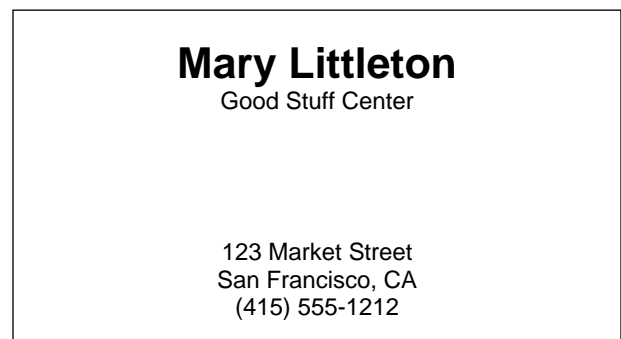 Mary Littleton
Good Stuff Center
123 Market Street
San Francisco, CA
(415) 555-1212